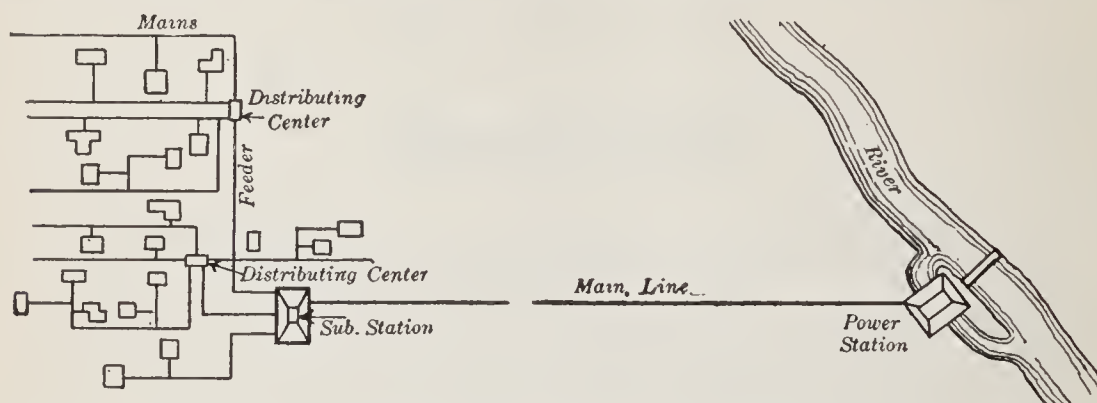 Mains
Distributing
Center
Feeder
River
Distributing Center
Main, Line
Sub. Station
Power
Station